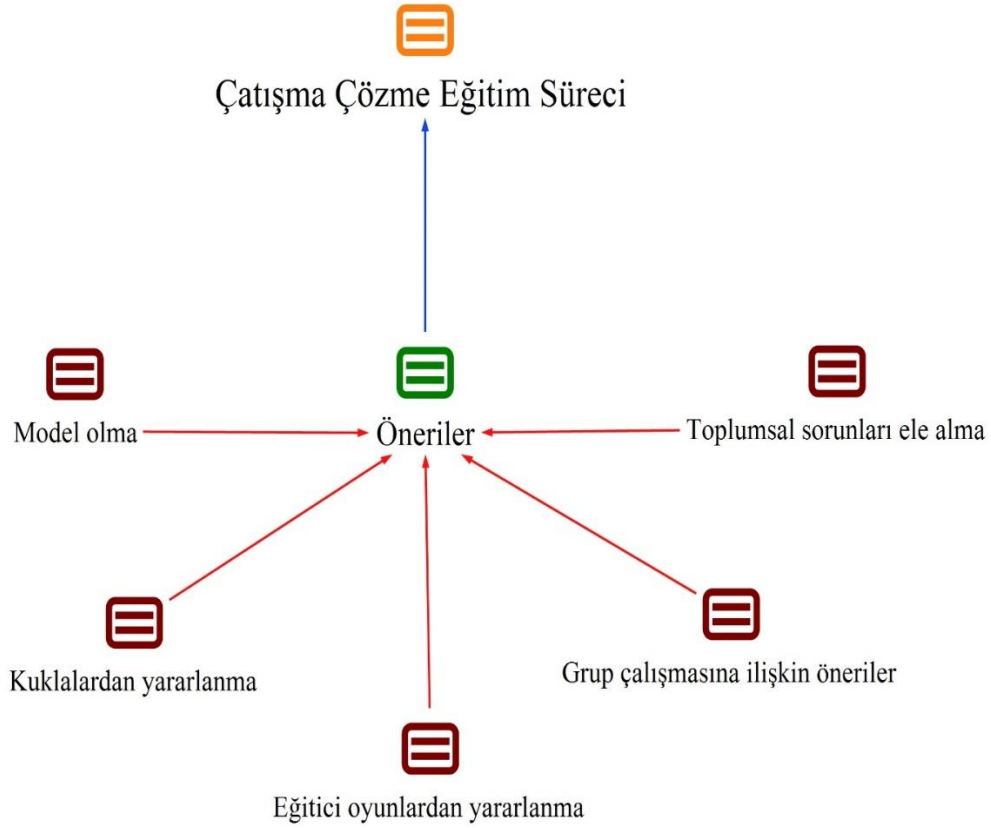 Çatışma Çözme Eğitim Süreci
Model olma
Öneriler
Toplumsal sorunları ele alma
Kuklalardan yararlanma
Grup çalışmasına ilişkin öneriler
Eğitici oyunlardan yararlanma